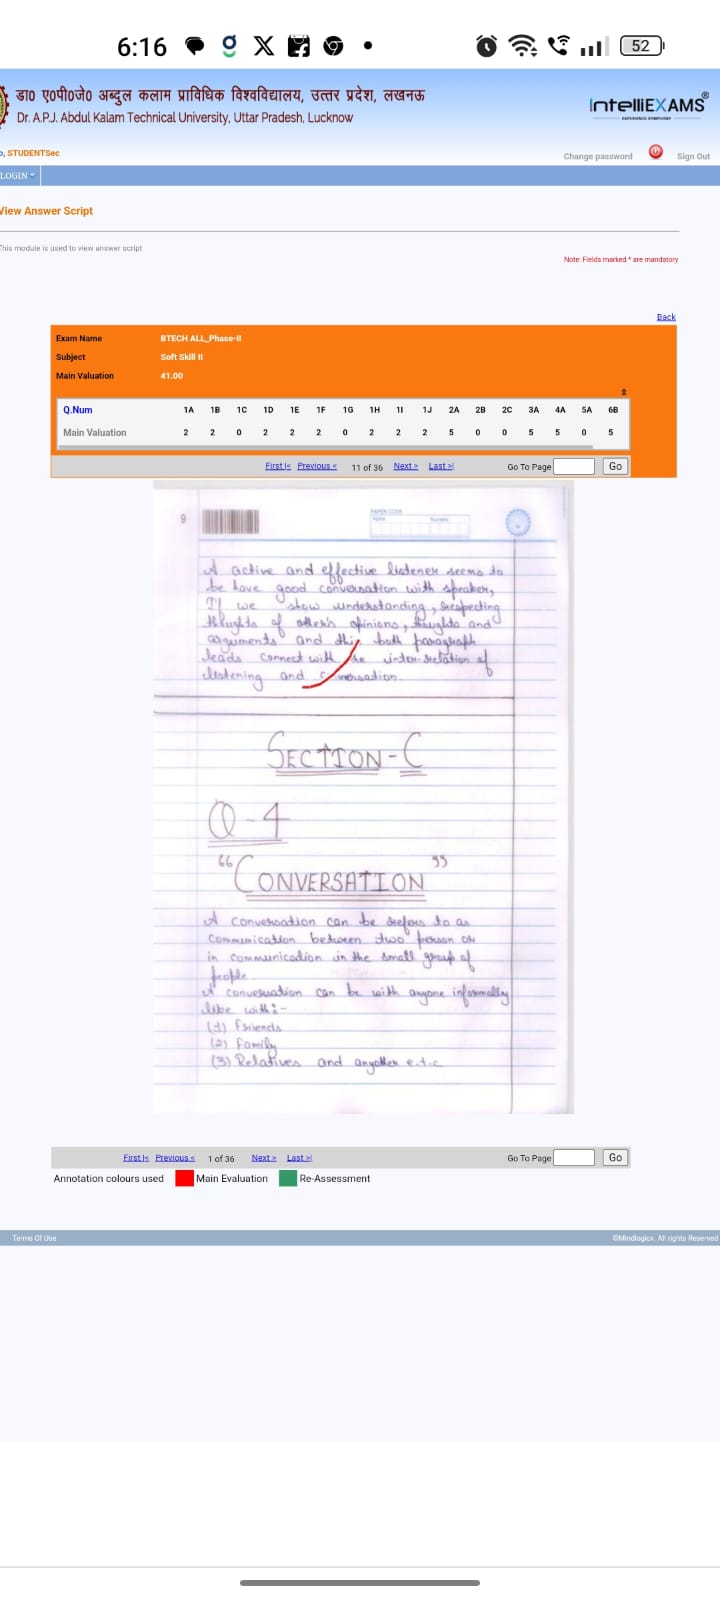 6:16
52
डा0 ए0पी0जे0 अब्दुल कलाम प्राविधिक विश्वविद्यालय, उत्तर प्रदेश, लखनऊ
Dr. A.P.J. Abdul Kalam Technical University, Uttar Pradesh, Lucknow
IntelliEXAMS®
, STUDENTSec
Change password Sign Out
LOGIN
View Answer Script
This module is used to view answer script
Note: Fields marked * are mandatory
Back
Exam Name BTECH ALL_Phase-II
Subject Soft Skill II
Main Valuation 41.00
Q.Num 1A 1B 1C 1D 1E 1F 1G 1H 1I 1J 2A 2B 2C 3A 4A 5A 6B
Main Valuation 2 2 0 2 2 2 0 2 2 2 5 0 0 5 5 0 5
First|< Previous < 11 of 36 Next > Last >| Go To Page Go
9
PAPER CODE
A active and effective listener seems to
be have good conversation with speaker,
If we show understanding, respecting
thlughts of others opinions, thoughts and
arguments and this both paragraph
leads connect with the inter-relation of
listening and conversation.
SECTION-C
Q-4
"CONVERSATION"
A conversation can be refers to as
communication between two person or
in communication in the small group of
people.
A conversation can be with anyone informally
like with:-
(1) Friends
(2) Family
(3) Relatives and anyother e.t.c
First|< Previous < 1 of 36 Next > Last >| Go To Page Go
Annotation colours used Main Evaluation Re-Assessment
Terms Of Use ©Mindlogicx. All rights Reserved